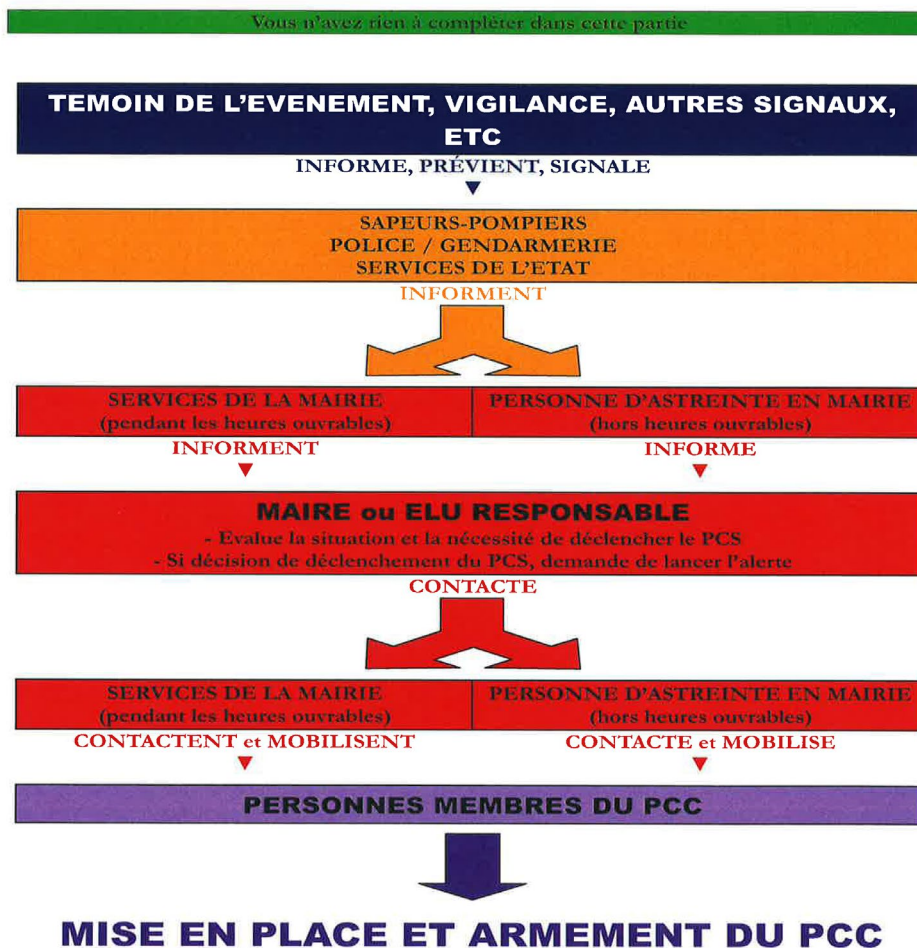 Vous n'avez rien à compléter dans cette partie
TEMOIN DE L'EVENEMENT, VIGILANCE, AUTRES SIGNAUX,
ETC
INFORME, PRÉVIENT, SIGNALE
SAPEURS-POMPIERS
POLICE / GENDARMERIE
SERVICES DE L'ETAT
INFORMENT
SERVICES DE LA MAIRIE
(pendant les heures ouvrables)
INFORMENT
PERSONNE D'ASTREINTE EN MAIRIE
(hors heures ouvrables)
INFORME
MAIRE ou ELU RESPONSABLE
- Evalue la situation et la nécessité de déclencher le PCS
- Si décision de déclenchement du PCS, demande de lancer l'alerte
CONTACTE
SERVICES DE LA MAIRIE
(pendant les heures ouvrables)
CONTACTENT et MOBILISENT
PERSONNE D'ASTREINTE EN MAIRIE
(hors heures ouvrables)
CONTACTE et MOBILISE
PERSONNES MEMBRES DU PCC
MISE EN PLACE ET ARMEMENT DU PCC